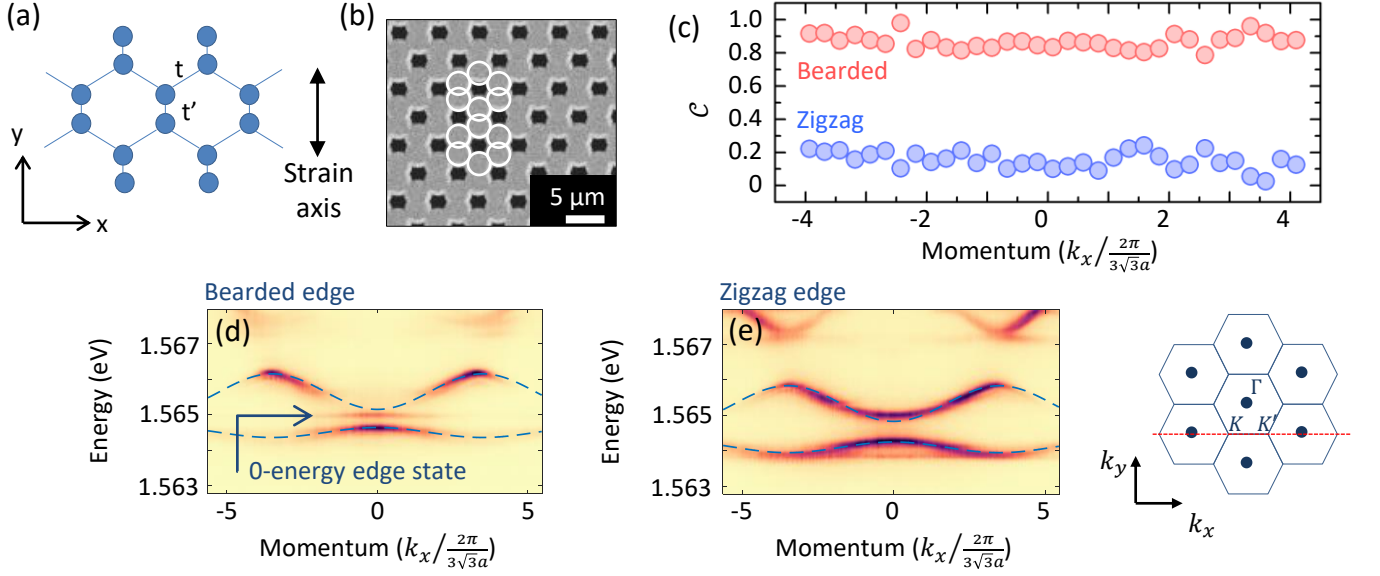 (a)
t
t'
y
x
Strain
axis
(b)
5 μm
(c)
𝒞
1.0
0.8
0.6
0.4
0.2
0
Bearded
Zigzag
-4
-2
0
2
4
Momentum (k_x/\frac{2π}{3√3a})
Bearded edge
(d)
Energy (eV)
1.567
1.565
1.563
0-energy edge state
-5
0
5
Momentum (k_x/\frac{2π}{3√3a})
Zigzag edge
(e)
Energy (eV)
1.567
1.565
1.563
-5
0
5
Momentum (k_x/\frac{2π}{3√3a})
Γ
K K'
k_y
k_x